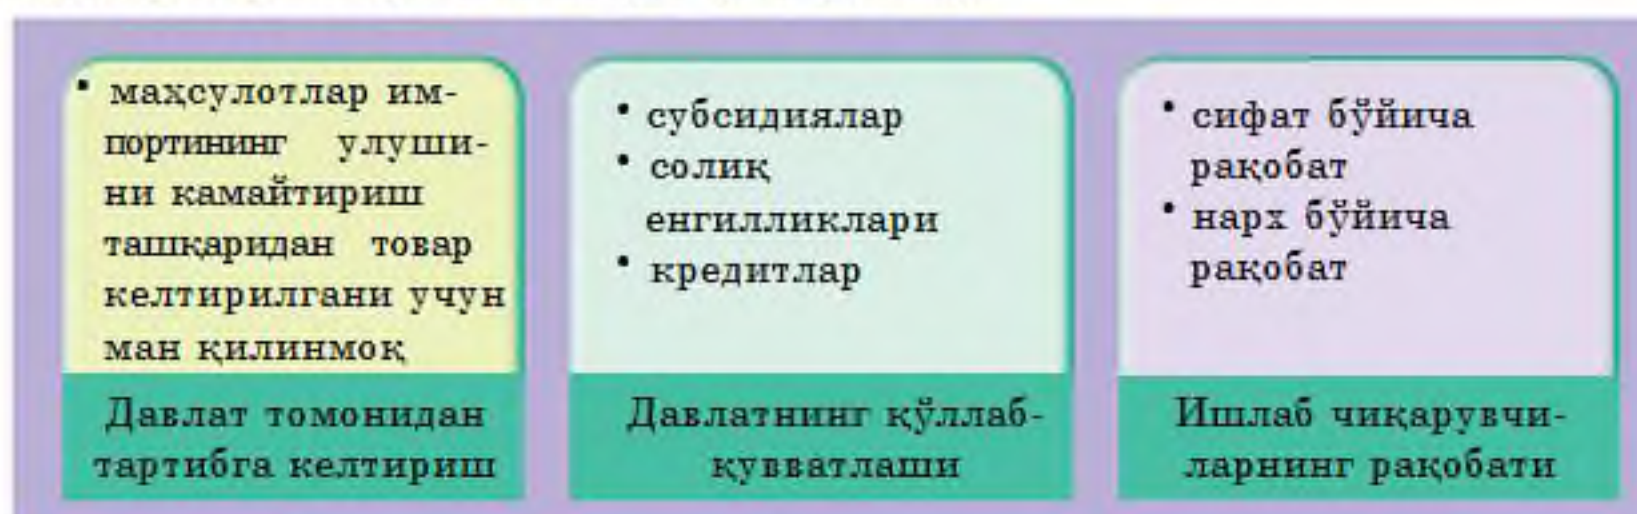 • маҳсулотлар им-
портининг улуши-
ни камайтириш
ташқаридан товар
келтирилгани учун
ман қилинмоқ
Давлат томонидан
тартибга келтириш
• субсидиялар
• солиқ
енгилликлари
• кредитлар
Давлатнинг қўллаб-
қувватлаши
• сифат бўйича
рақобат
• нарх бўйича
рақобат
Ишлаб чиқарувчи-
ларнинг рақобати